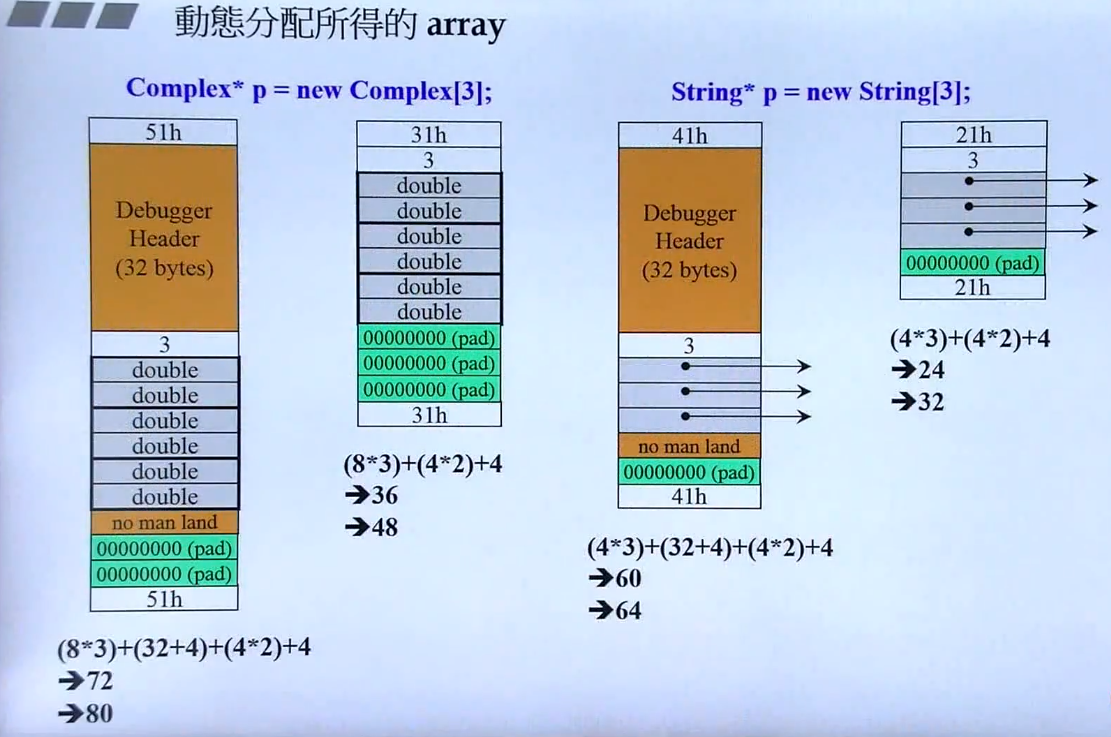 動態分配所得的 array
Complex* p = new Complex[3];
51h
Debugger
Header
(32 bytes)
3
double
double
double
double
double
double
no man land
00000000 (pad)
00000000 (pad)
51h
(8*3)+(32+4)+(4*2)+4
➔72
➔80
31h
3
double
double
double
double
double
double
00000000 (pad)
00000000 (pad)
00000000 (pad)
31h
(8*3)+(4*2)+4
➔36
➔48
String* p = new String[3];
41h
Debugger
Header
(32 bytes)
3
no man land
00000000 (pad)
41h
(4*3)+(32+4)+(4*2)+4
➔60
➔64
21h
3
00000000 (pad)
21h
(4*3)+(4*2)+4
➔24
➔32